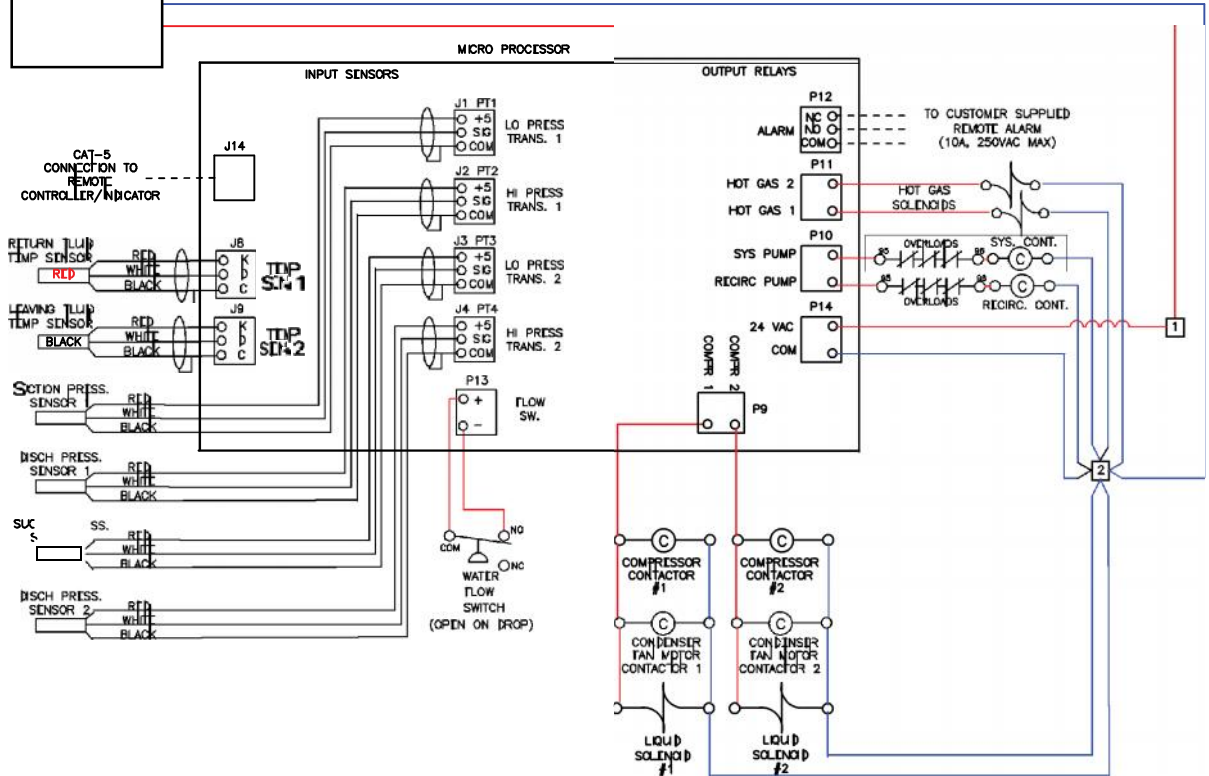 MICRO PROCESSOR
INPUT SENSORS
OUTPUT RELAYS
J1 PT1
+5
SIG
COM
LO PRESS
TRANS. 1
J2 PT2
+5
SIG
COM
HI PRESS
TRANS. 1
J3 PT3
+5
SIG
COM
LO PRESS
TRANS. 2
J4 PT4
+5
SIG
COM
HI PRESS
TRANS. 2
P13
+
-
FLOW
SW.
J14
CAT-5
CONNECTION TO
REMOTE
CONTROLLER/INDICATOR
RETURN FLUID
TEMP SENSOR
RED
RED
WHITE
BLACK
J8
K
D
C
TEMP
SEN.1
LEAVING FLUID
TEMP SENSOR
BLACK
RED
WHITE
BLACK
J9
K
D
C
TEMP
SEN.2
SCTION PRESS.
SENSOR 1
RED
WHITE
BLACK
DISCH PRESS.
SENSOR 1
RED
WHITE
BLACK
SUC SS.
S
RED
WHITE
BLACK
DISCH PRESS.
SENSOR 2
RED
WHITE
BLACK
COM
NO
NC
WATER
FLOW
SWITCH
(OPEN ON DROP)
P12
NC
NO
COM
ALARM
TO CUSTOMER SUPPLIED
REMOTE ALARM
(10A, 250VAC MAX)
P11
HOT GAS 2
HOT GAS 1
HOT GAS
SOLENOIDS
P10
SYS PUMP
RECIRC PUMP
95
OVERLOADS
96
SYS. CONT.
C
95
OVERLOADS
96
C
RECIRC. CONT.
P14
24 VAC
COM
1
2
COMPR 1
COMPR 2
P9
C
COMPRESSOR
CONTACTOR
#1
C
COMPRESSOR
CONTACTOR
#2
C
CONDENSER
FAN MOTOR
CONTACTOR 1
C
CONDENSER
FAN MOTOR
CONTACTOR 2
LIQUID
SOLENOID
#1
LIQUID
SOLENOID
#2